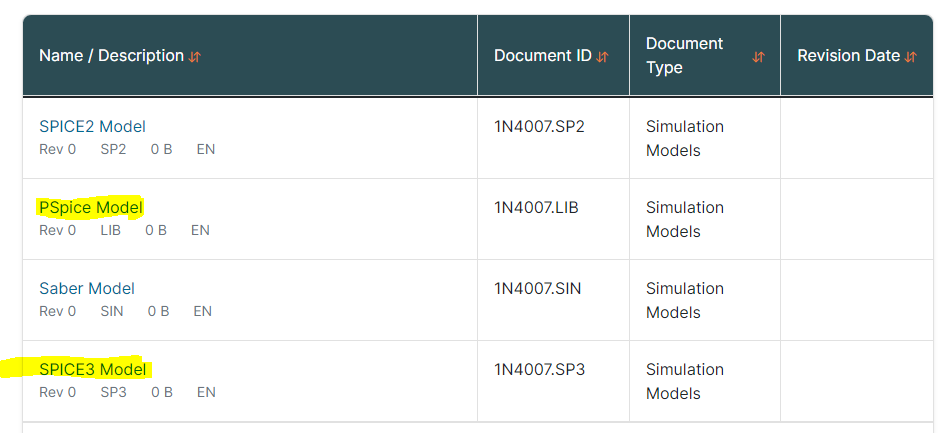 Name / Description
Document ID
Document
Type
Revision Date
SPICE2 Model
Rev 0 SP2 0 B EN
1N4007.SP2
Simulation
Models
PSpice Model
Rev 0 LIB 0 B EN
1N4007.LIB
Simulation
Models
Saber Model
Rev 0 SIN 0 B EN
1N4007.SIN
Simulation
Models
SPICE3 Model
Rev 0 SP3 0 B EN
1N4007.SP3
Simulation
Models